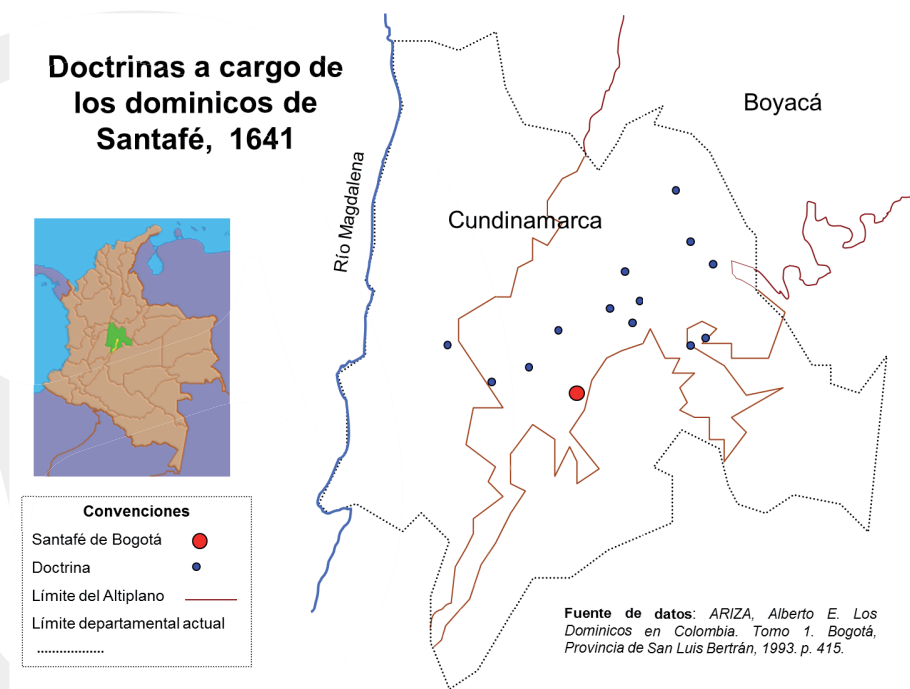 Doctrinas a cargo de
los dominicos de
Santafé, 1641
Boyacá
Río Magdalena
Cundinamarca
Convenciones
Santafé de Bogotá
Doctrina
Límite del Altiplano
Límite departamental actual
Fuente de datos: ARIZA, Alberto E. Los
Dominicos en Colombia. Tomo 1. Bogotá,
Provincia de San Luis Bertrán, 1993. p. 415.